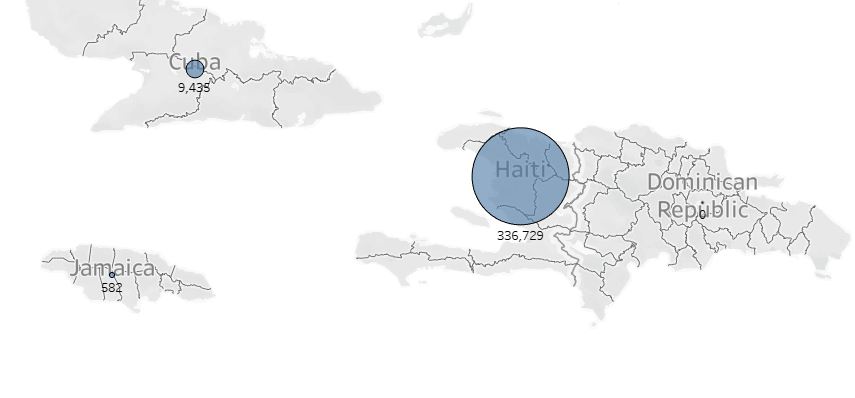 Cuba
9,435
Haiti
336,729
Dominican
Republic
0
Jamaica
582